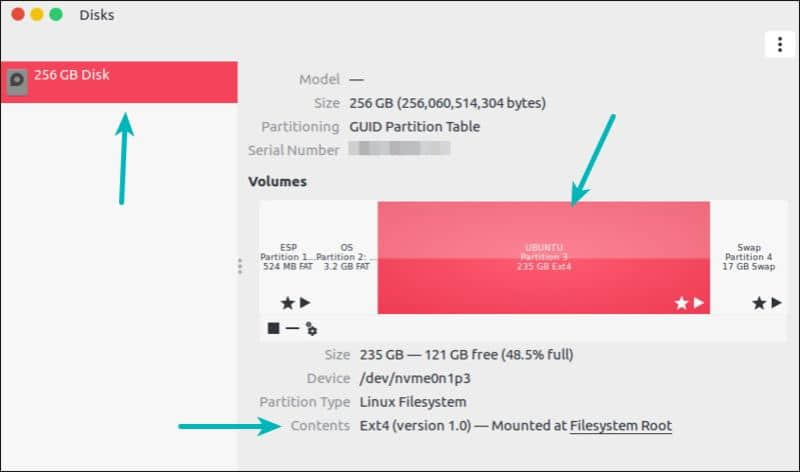 Disks
256 GB Disk
Model —
Size 256 GB (256,060,514,304 bytes)
Partitioning GUID Partition Table
Serial Number
Volumes
ESP
Partition 1...
524 MB FAT
OS
Partition 2: ...
3.2 GB FAT
UBUNTU
Partition 3
235 GB Ext4
Swap
Partition 4
17 GB Swap
Size 235 GB — 121 GB free (48.5% full)
Device /dev/nvme0n1p3
Partition Type Linux Filesystem
Contents Ext4 (version 1.0) — Mounted at Filesystem Root